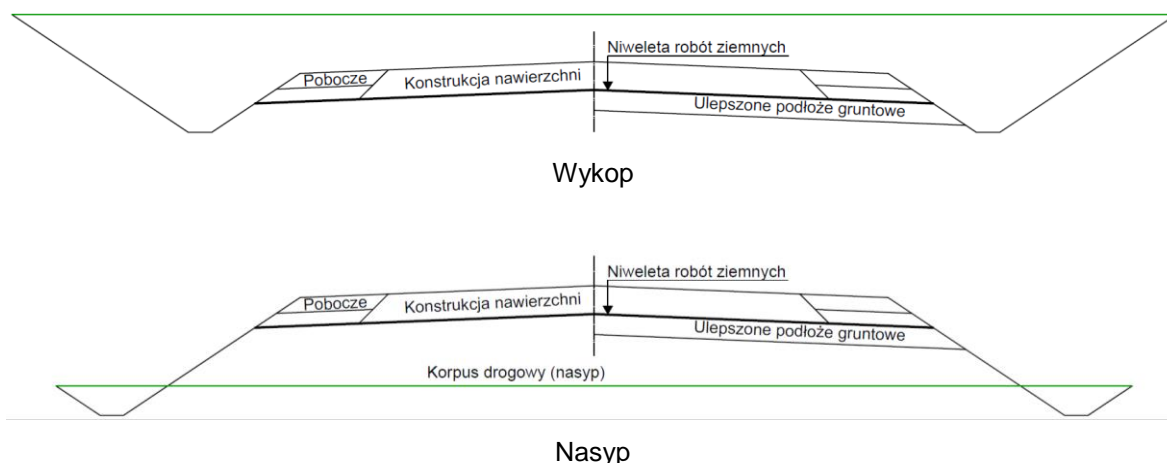 Niweleta robót ziemnych
Pobocze
Konstrukcja nawierzchni
Ulepszone podłoże gruntowe
Wykop
Niweleta robót ziemnych
Pobocze
Konstrukcja nawierzchni
Ulepszone podłoże gruntowe
Korpus drogowy (nasyp)
Nasyp